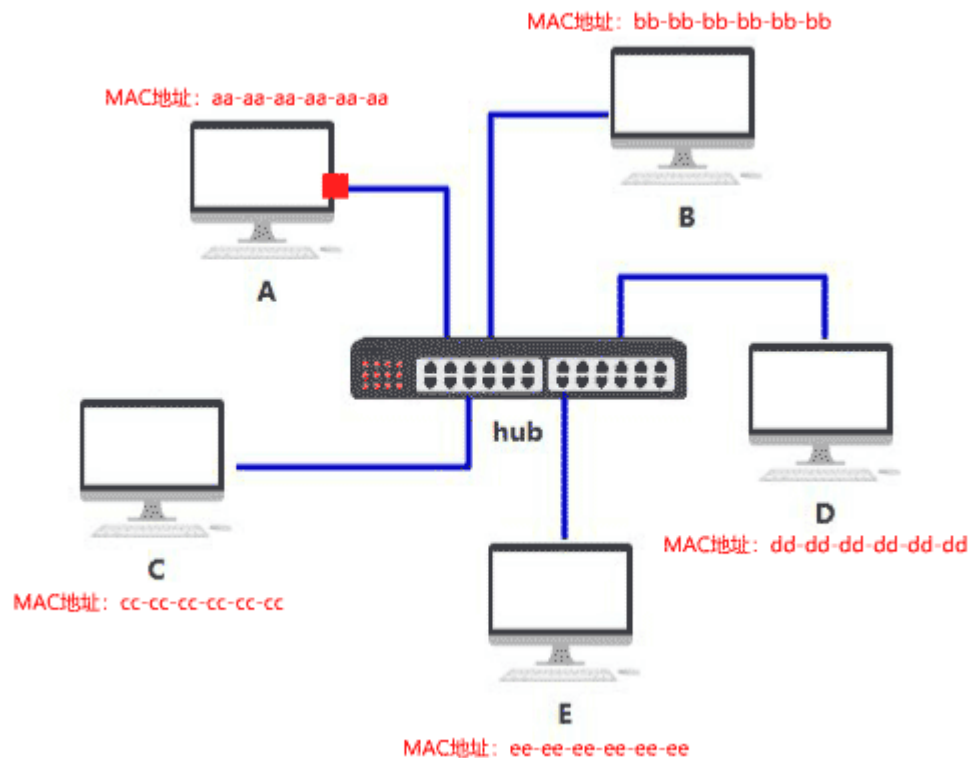 MAC地址：bb-bb-bb-bb-bb-bb
MAC地址：aa-aa-aa-aa-aa-aa
B
A
hub
D
MAC地址：dd-dd-dd-dd-dd-dd
C
MAC地址：cc-cc-cc-cc-cc-cc
E
MAC地址：ee-ee-ee-ee-ee-ee